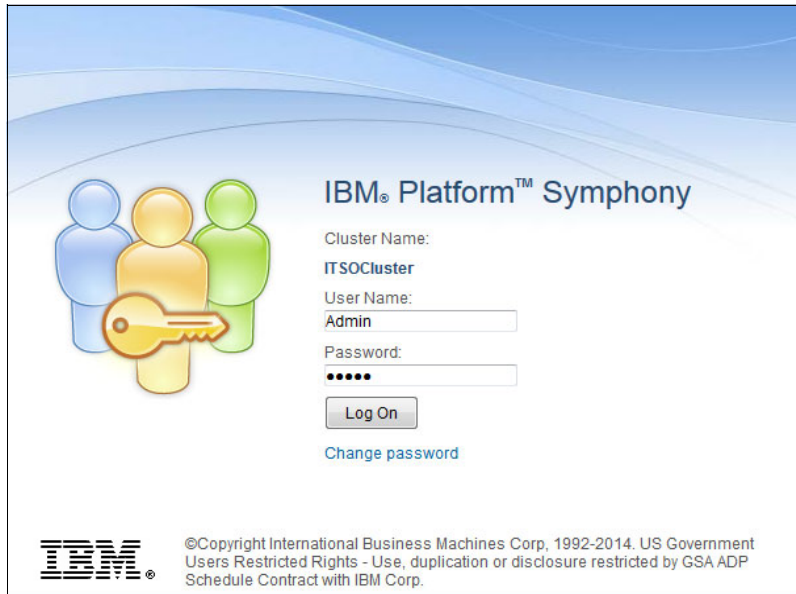 IBM® Platform™ Symphony
Cluster Name:
ITSOCluster
User Name:
Admin
Password:
●●●●●
Log On
Change password
IBM®
©Copyright International Business Machines Corp, 1992-2014. US Government
Users Restricted Rights - Use, duplication or disclosure restricted by GSA ADP
Schedule Contract with IBM Corp.